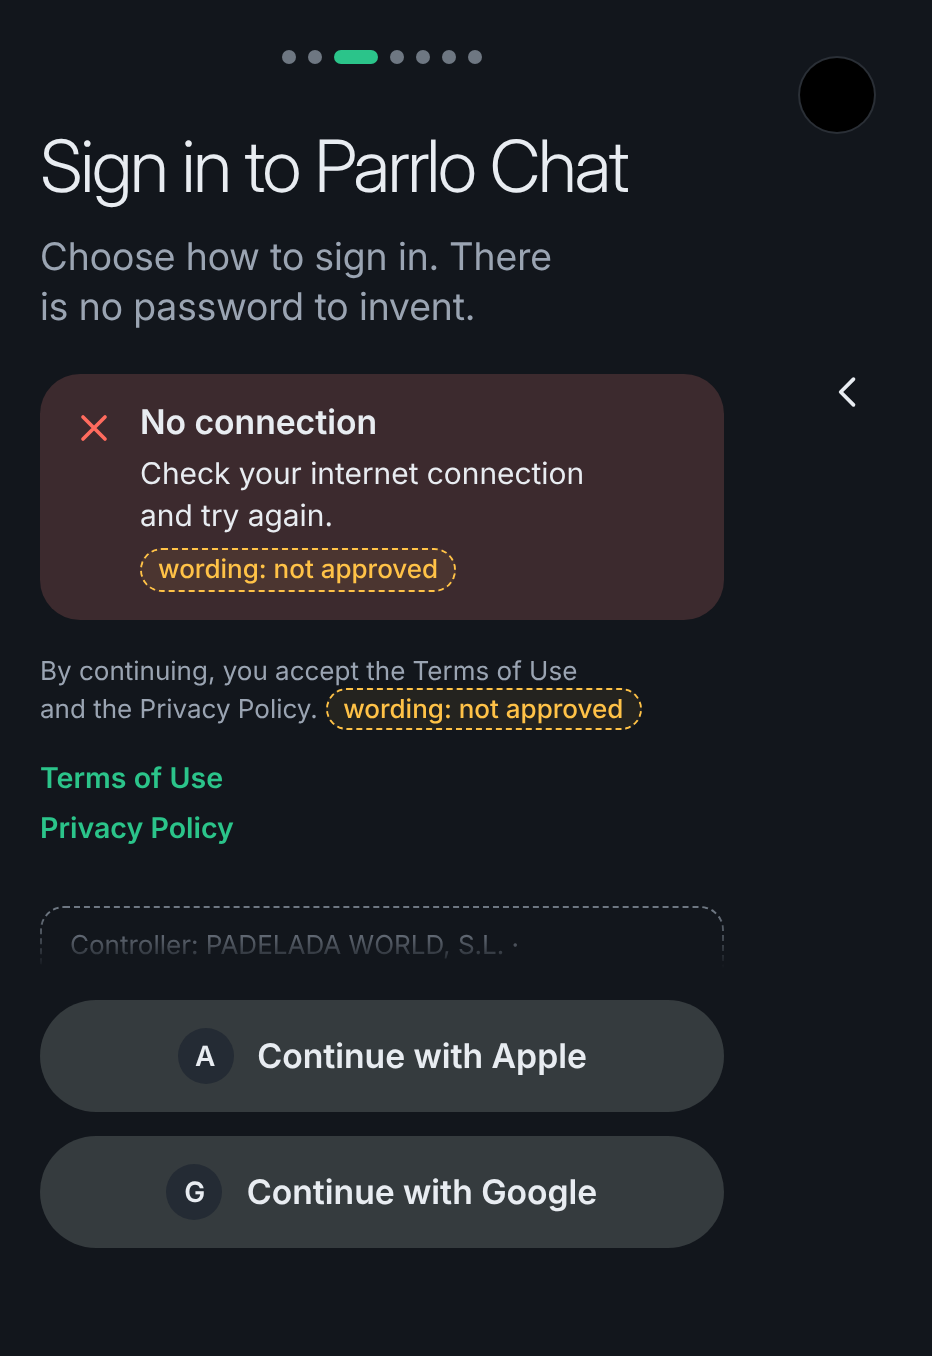 Sign in to Parrlo Chat
Choose how to sign in. There
is no password to invent.
No connection
Check your internet connection
and try again.
wording: not approved
By continuing, you accept the Terms of Use
and the Privacy Policy. wording: not approved
Terms of Use
Privacy Policy
Controller: PADELADA WORLD, S.L. ·
A Continue with Apple
G Continue with Google